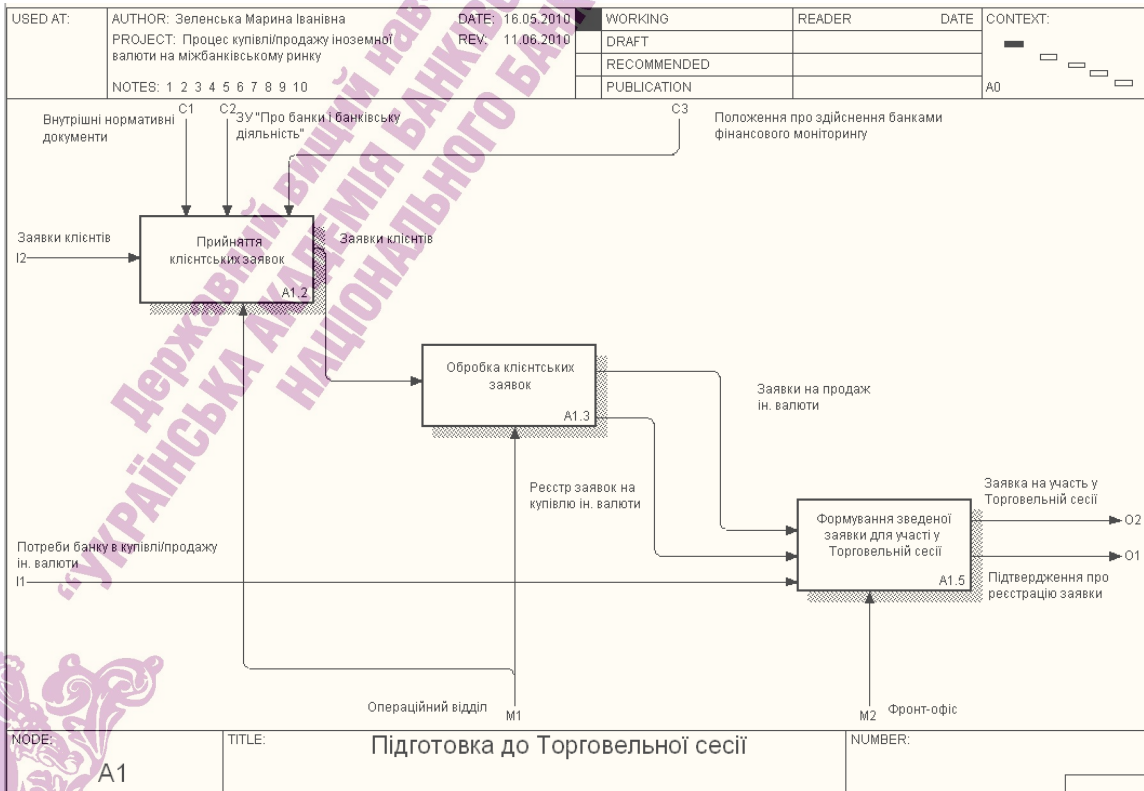 USED AT:
AUTHOR: Зеленська Марина Іванівна
DATE: 16.05.2010
PROJECT: Процес купівлі/продажу іноземної
валюти на міжбанківському ринку
REV: 11.06.2010
NOTES: 1 2 3 4 5 6 7 8 9 10
WORKING
DRAFT
RECOMMENDED
PUBLICATION
READER DATE
CONTEXT:
A0
Внутрішні нормативні
документи
C1
C2
ЗУ "Про банки і банківську
діяльність"
C3
Положення про здійснення банками
фінансового моніторингу
Заявки клієнтів
I2
Прийняття
клієнтських заявок
A1.2
Заявки клієнтів
Обробка клієнтських
заявок
A1.3
Заявки на продаж
ін. валюти
Реєстр заявок на
купівлю ін. валюти
Потреби банку в купівлі/продажу
ін. валюти
I1
Формування зведеної
заявки для участі у
Торговельній сесії
A1.5
Заявка на участь у
Торговельній сесії
O2
O1
Підтвердження про
реєстрацію заявки
Операційний відділ
M1
M2
Фронт-офіс
NODE:
A1
TITLE:
Підготовка до Торговельної сесії
NUMBER:
Державний вищий нав
“УКРАЇНСЬКА АКАДЕМІЯ БАНКІВС
НАЦІОНАЛЬНОГО БАН